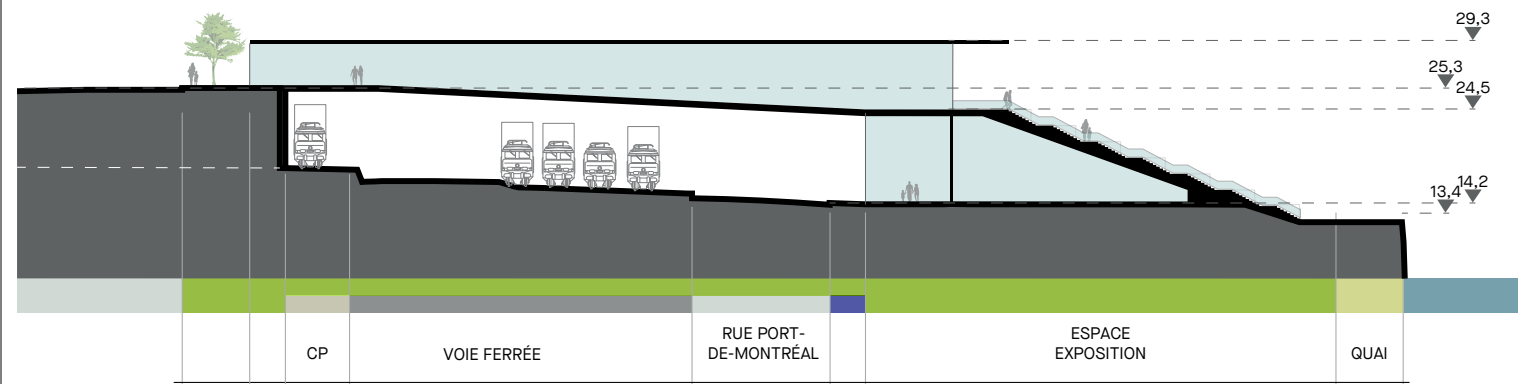 29,3
25,3
24,5
14,2
13,4
CP
VOIE FERRÉE
RUE PORT-
DE-MONTRÉAL
ESPACE
EXPOSITION
QUAI